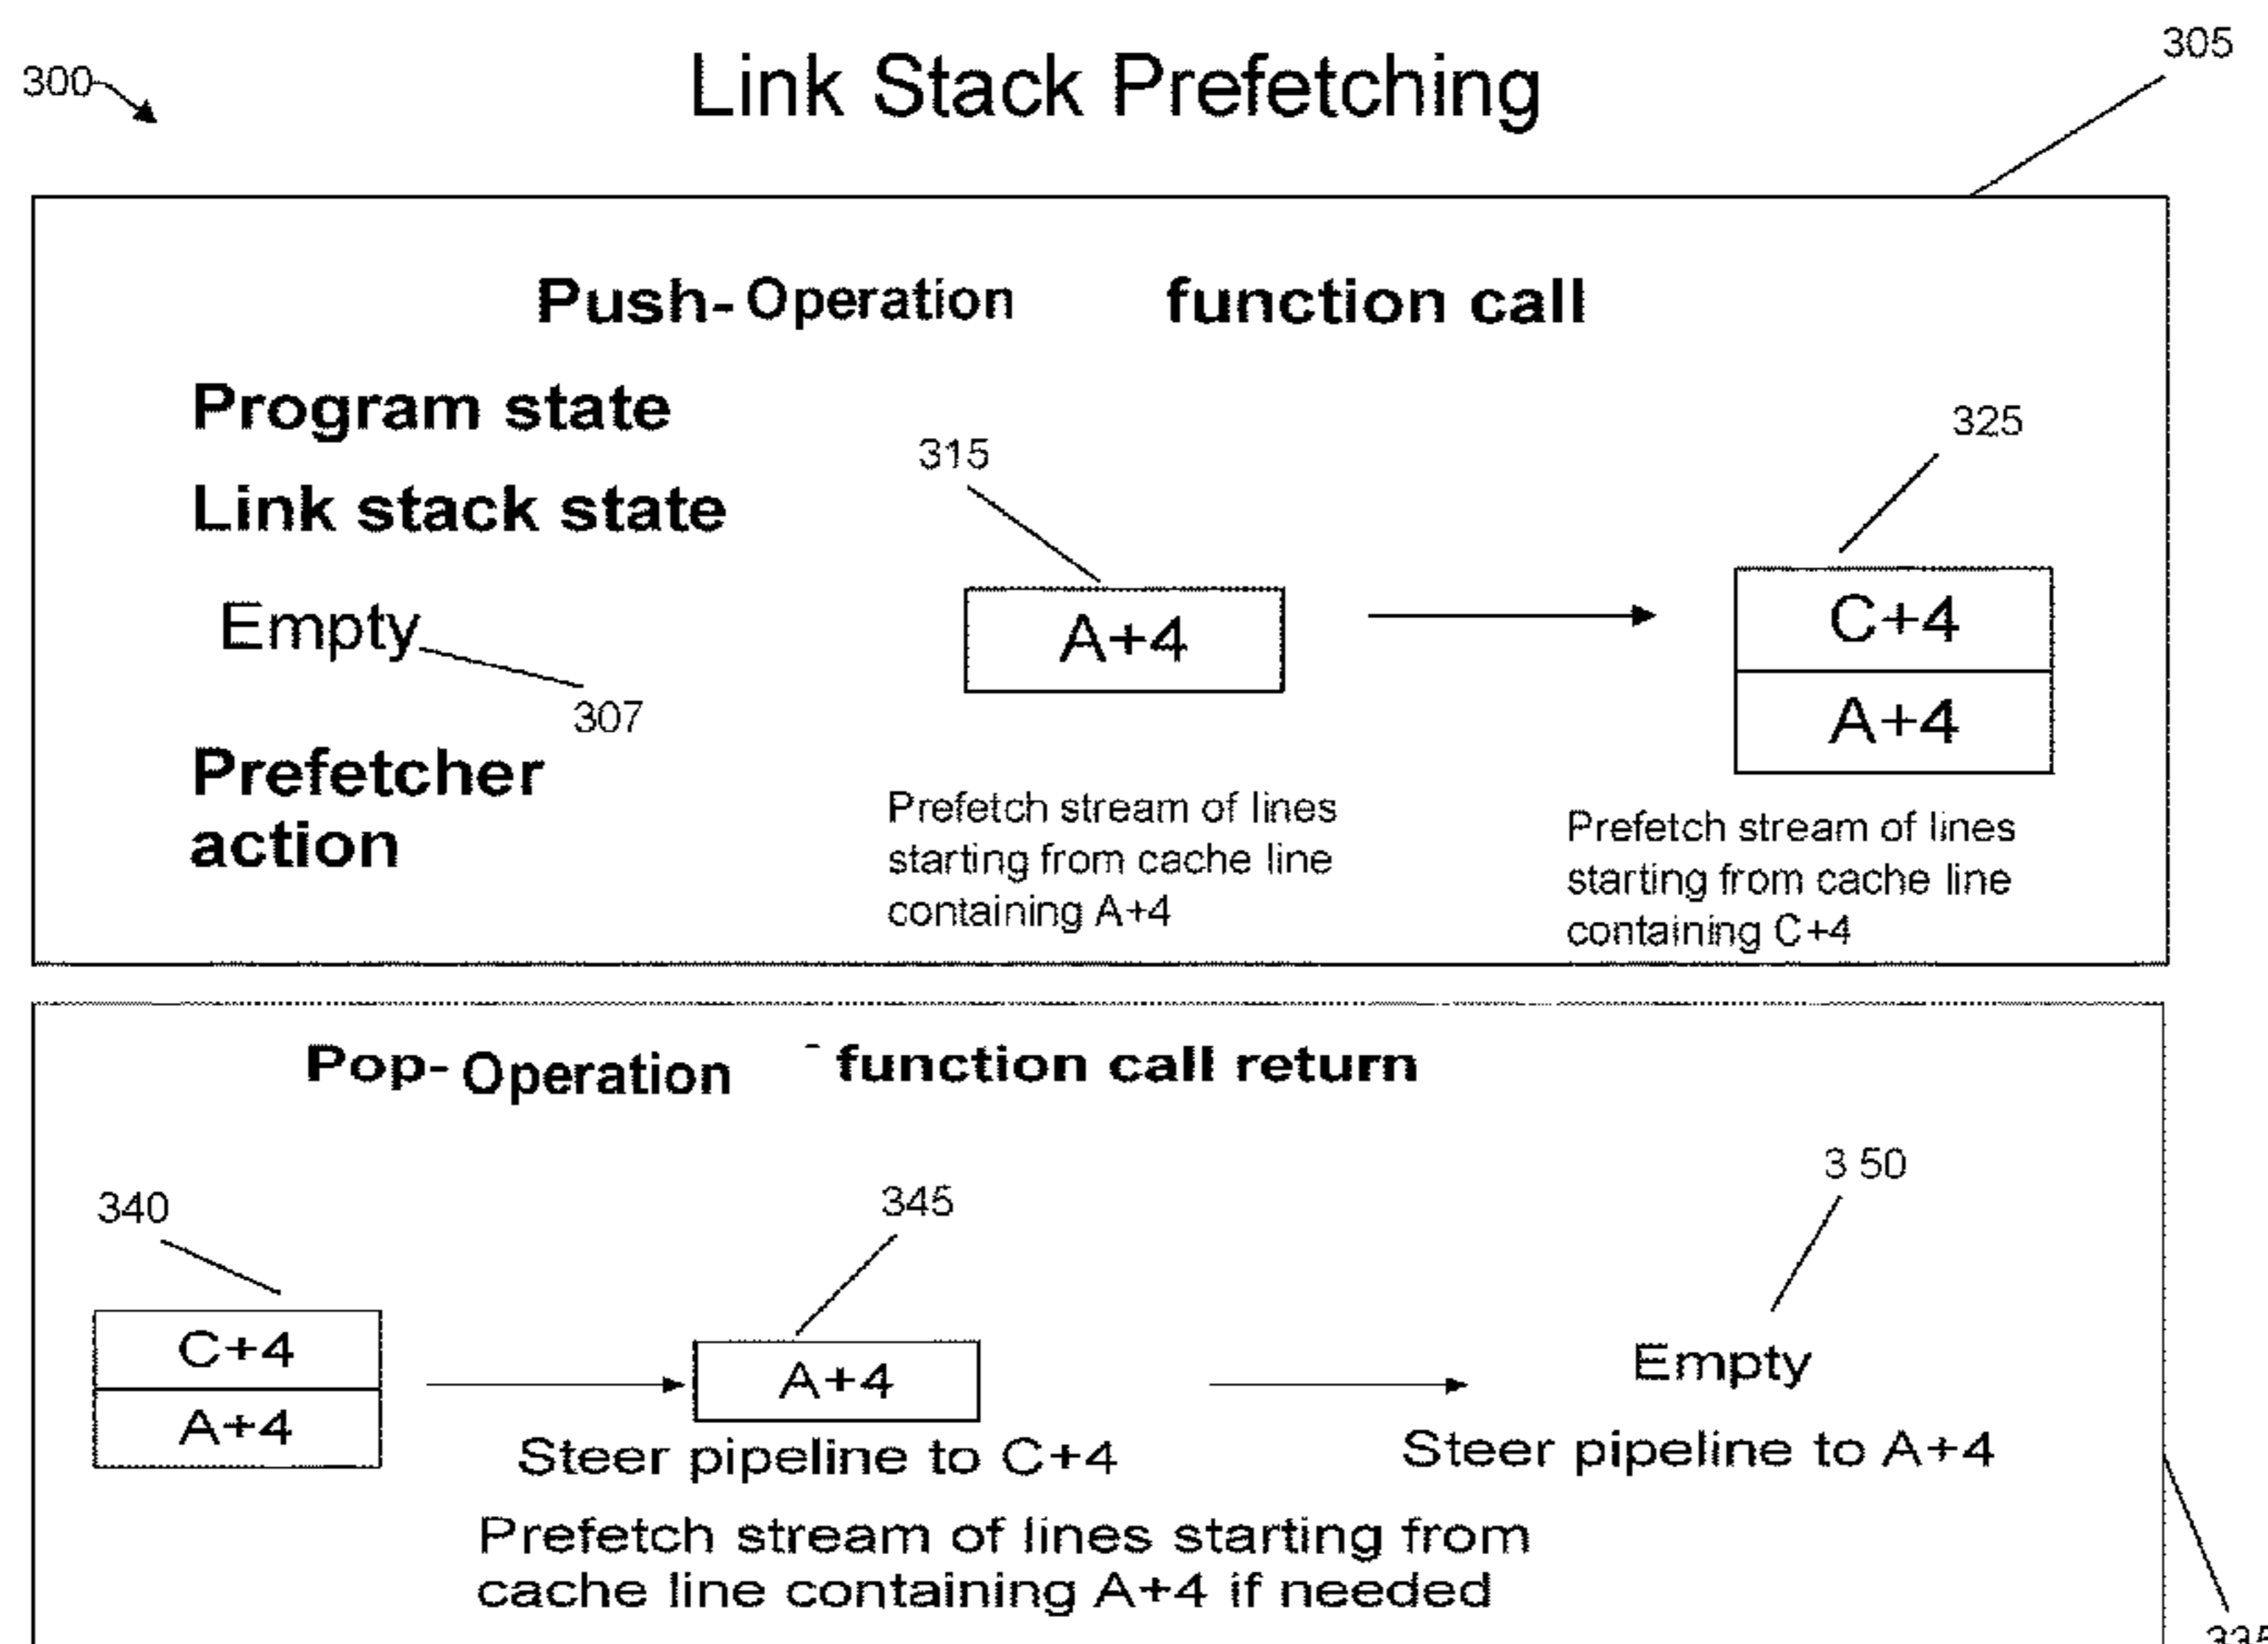 305
300
Link Stack Prefetching
Push-Operation function call
Program state
325
315
Link stack state
C+4
Empty
A+4
307
A+4
Prefetcher
action
Prefetch stream of lines
starting from cache line
containing A+4
Prefetch stream of lines
starting from cache line
containing C+4
Pop-Operation - function call return
340
345
3 50
C+4
A+4
A+4
Empty
Steer pipeline to C+4
Steer pipeline to A+4
Prefetch stream of lines starting from
cache line containing A+4 if needed
335